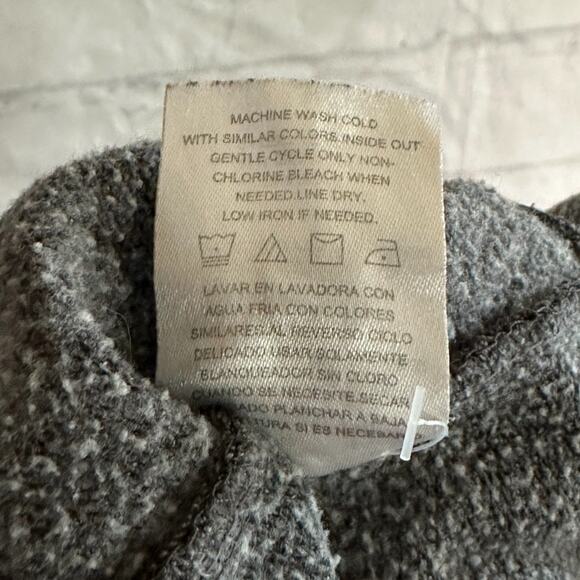 MACHINE WASH COLD
WITH SIMILAR COLORS.INSIDE OUT
GENTLE CYCLE ONLY NON-
CHLORINE BLEACH WHEN
NEEDED.LINE DRY.
LOW IRON IF NEEDED.
LAVAR EN LAVADORA CON
AGUA FRIA CON COLORES
SIMILARES AL REVERSO CICLO
DELICADO USAR SOLAMENTE
BLANQUEADOR SIN CLORO
CUANDO SE NECESITE.SECAR
PLANCHAR A BAJA
SI ES NECESAR